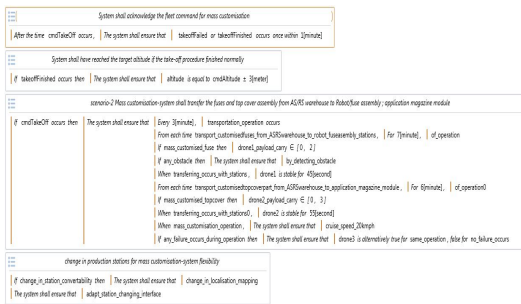 System shall acknowledge the fleet command for mass customisation
After the time cmdTakeOff occurs, The system shall ensure that takeoffFailed or takeoffFinished occurs once within 1[minute]
System shall have reached the target altitude if the take-off procedure finished normally
If takeoffFinished occurs then The system shall ensure that altitude is equal to cmdAltitude ± 3[meter]
scenario-2 Mass customisation-system shall transfer the fuses and top cover assembly from AS/RS warehouse to Robot/fuse assembly ; application magazine module
If cmdTakeOff occurs then The system shall ensure that Every 3[minute], transportation_operation occurs
From each time transport_customisedfuses_from_ASRSwarehouse_to_robot_fuseasembly_stations, For 7[minute], of_operation
If mass_customised_fuse then drone1_payload_carry ∈ [ 0 , 2 ]
If any_obstacle then The system shall ensure that by_detecting_obstacle
When transferring_occurs_with_stations, drone1 is stable for 45[second]
From each time transport_customisedtopcoverpart_from_ASRSwarehouse_to_application_magazine_module, For 6[minute], of_operation0
If mass_customised_topcover then drone2_payload_carry ∈ [ 0 , 3 ]
When transferring_occurs_with_stations0, drone2 is stable for 55[second]
When mass_customisation_operation, The system shall ensure that cruise_speed_20kmph
If any_failure_occurs_during_operation then The system shall ensure that drone3 is alternatively true for same_operation, false for no_failure_occurs
change in production stations for mass customisation-system flexibility
If change_in_station_convertability then The system shall ensure that change_in_localisation_mapping
The system shall ensure that adapt_station_changing_interface